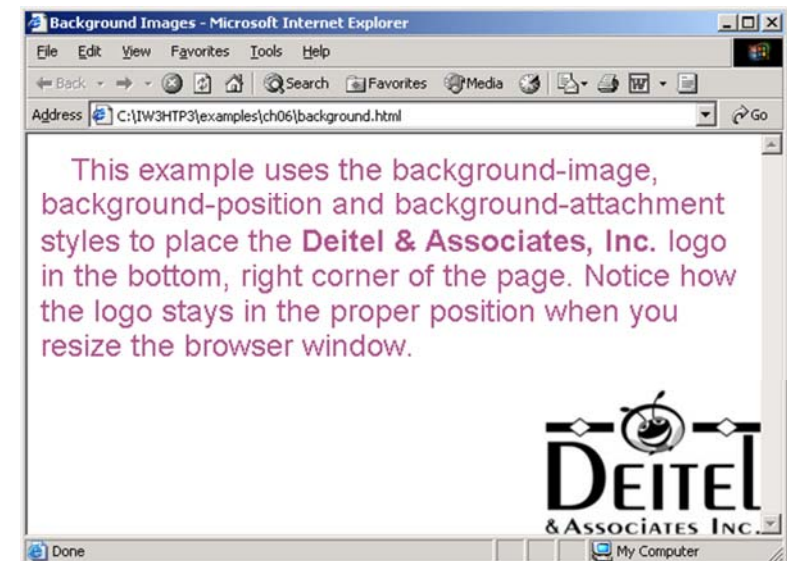 Background Images - Microsoft Internet Explorer
File Edit View Favorites Tools Help
Back Search Favorites Media
Address C:\IW3HTP3\examples\ch06\background.html Go
This example uses the background-image,
background-position and background-attachment
styles to place the Deitel & Associates, Inc. logo
in the bottom, right corner of the page. Notice how
the logo stays in the proper position when you
resize the browser window.
DEITEL
& ASSOCIATES INC.
Done My Computer